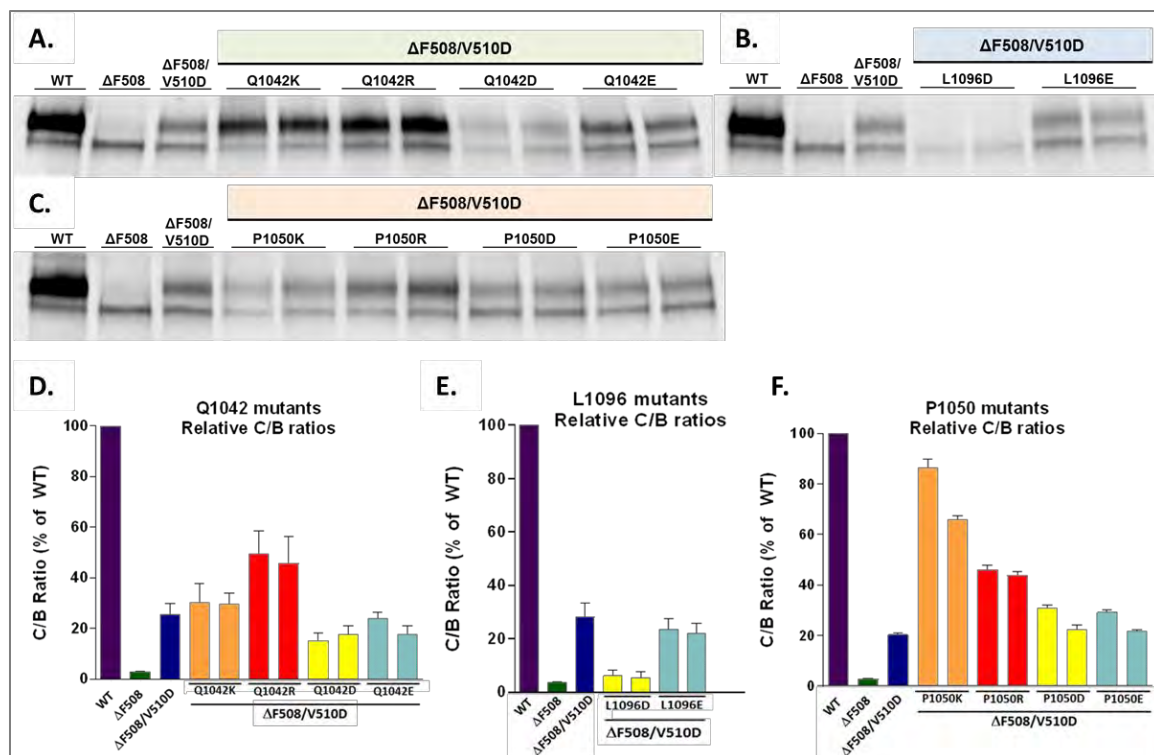 A.
ΔF508/V510D
WT ΔF508 ΔF508/
V510D Q1042K Q1042R Q1042D Q1042E
B.
ΔF508/V510D
WT ΔF508 ΔF508/
V510D L1096D L1096E
C.
ΔF508/V510D
WT ΔF508 ΔF508/
V510D P1050K P1050R P1050D P1050E
D.
Q1042 mutants
Relative C/B ratios
C/B Ratio (% of WT)
100
80
60
40
20
0
WT ΔF508 ΔF508/V510D Q1042K Q1042R Q1042D Q1042E
ΔF508/V510D
E.
L1096 mutants
Relative C/B ratios
C/B Ratio (% of WT)
100
80
60
40
20
0
WT ΔF508 ΔF508/V510D L1096D L1096E
ΔF508/V510D
F.
P1050 mutants
Relative C/B ratios
C/B Ratio (% of WT)
100
80
60
40
20
0
WT ΔF508 ΔF508/V510D P1050K P1050R P1050D P1050E
ΔF508/V510D